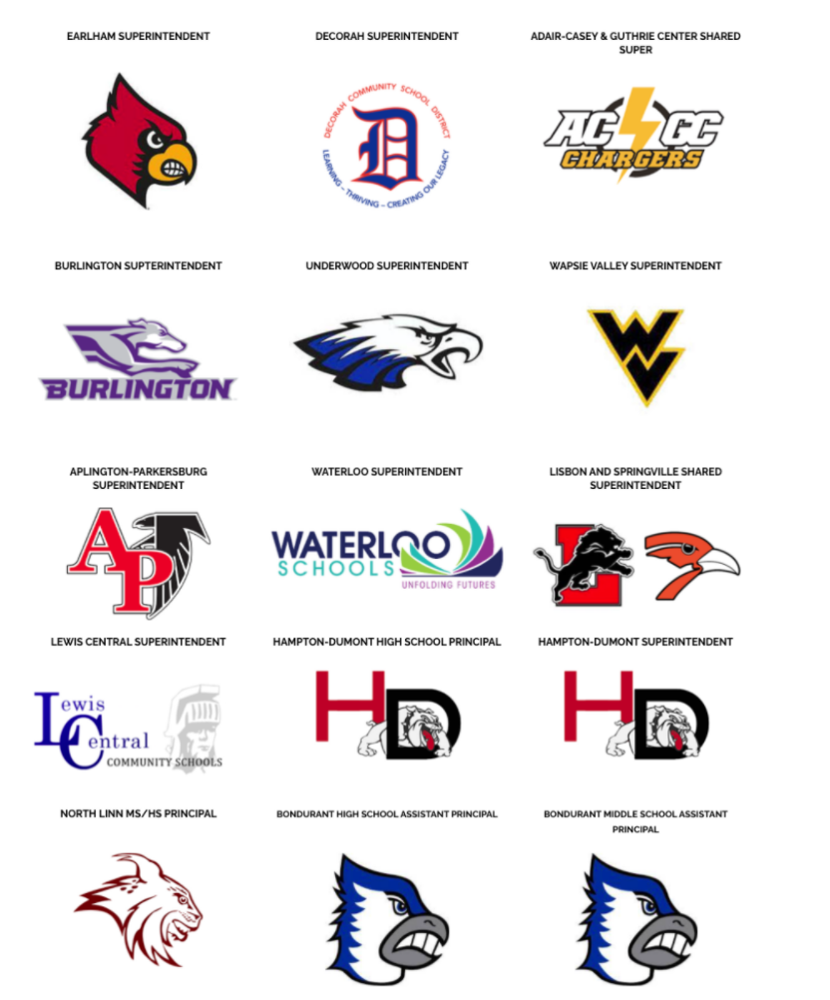 EARLHAM SUPERINTENDENT
DECORAH SUPERINTENDENT
ADAIR-CASEY & GUTHRIE CENTER SHARED
SUPER
DECORAH COMMUNITY SCHOOL DISTRICT
D
LEARNING – THRIVING – CREATING OUR LEGACY
AC GC
CHARGERS
BURLINGTON SUPTERINTENDENT
UNDERWOOD SUPERINTENDENT
WAPSIE VALLEY SUPERINTENDENT
BURLINGTON
WV
APLINGTON-PARKERSBURG
SUPERINTENDENT
WATERLOO SUPERINTENDENT
LISBON AND SPRINGVILLE SHARED
SUPERINTENDENT
AP
WATERLOO
SCHOOLS
UNFOLDING FUTURES
L
LEWIS CENTRAL SUPERINTENDENT
HAMPTON-DUMONT HIGH SCHOOL PRINCIPAL
HAMPTON-DUMONT SUPERINTENDENT
Lewis
Central
COMMUNITY SCHOOLS
HD
HD
NORTH LINN MS/HS PRINCIPAL
BONDURANT HIGH SCHOOL ASSISTANT PRINCIPAL
BONDURANT MIDDLE SCHOOL ASSISTANT
PRINCIPAL